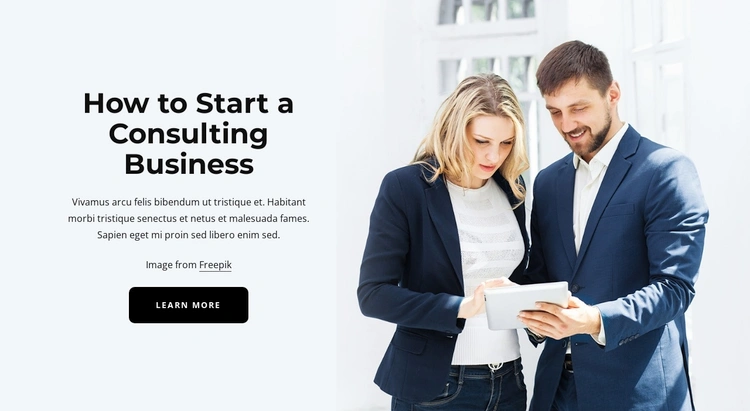 How to Start a
Consulting
Business
Vivamus arcu felis bibendum ut tristique et. Habitant
morbi tristique senectus et netus et malesuada fames.
Sapien eget mi proin sed libero enim sed.
Image from Freepik
LEARN MORE